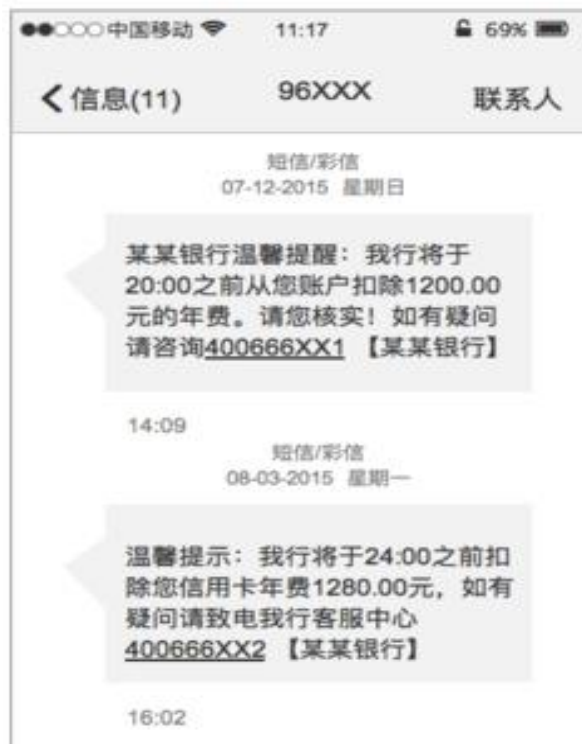 中国移动 11:17 69%
信息(11) 96XXX 联系人
短信/彩信
07-12-2015 星期日
某某银行温馨提醒：我行将于
20:00之前从您账户扣除1200.00
元的年费。请您核实！如有疑问
请咨询400666XX1 【某某银行】
14:09
短信/彩信
08-03-2015 星期一
温馨提示：我行将于24:00之前扣
除您信用卡年费1280.00元，如有
疑问请致电我行客服中心
400666XX2 【某某银行】
16:02